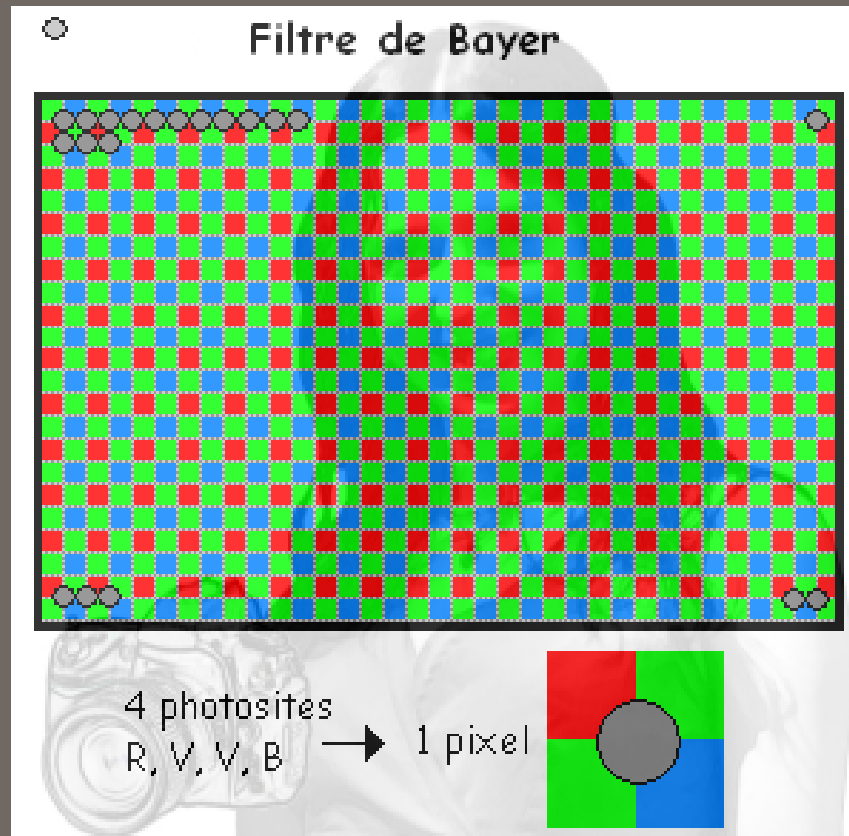 Filtre de Bayer
4 photosites
R, V, V, B
1 pixel